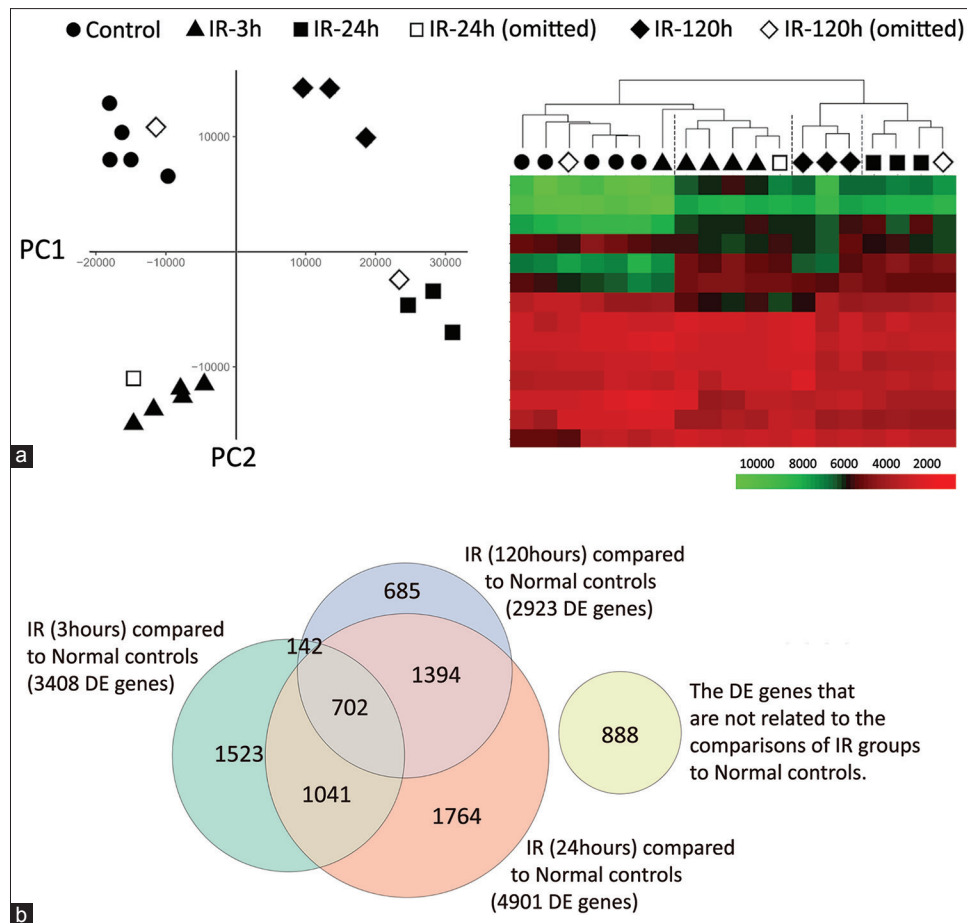 Control IR-3h IR-24h IR-24h (omitted) IR-120h IR-120h (omitted)
10000
PC1
−20000 −10000 10000 20000 30000
−10000
PC2
a
10000 8000 6000 4000 2000
IR (120hours) compared
to Normal controls
(2923 DE genes)
685
IR (3hours) compared
to Normal controls
(3408 DE genes)
142
1394
702
1523
1041
1764
888
The DE genes that
are not related to the
comparisons of IR groups
to Normal controls.
IR (24hours) compared
to Normal controls
(4901 DE genes)
b